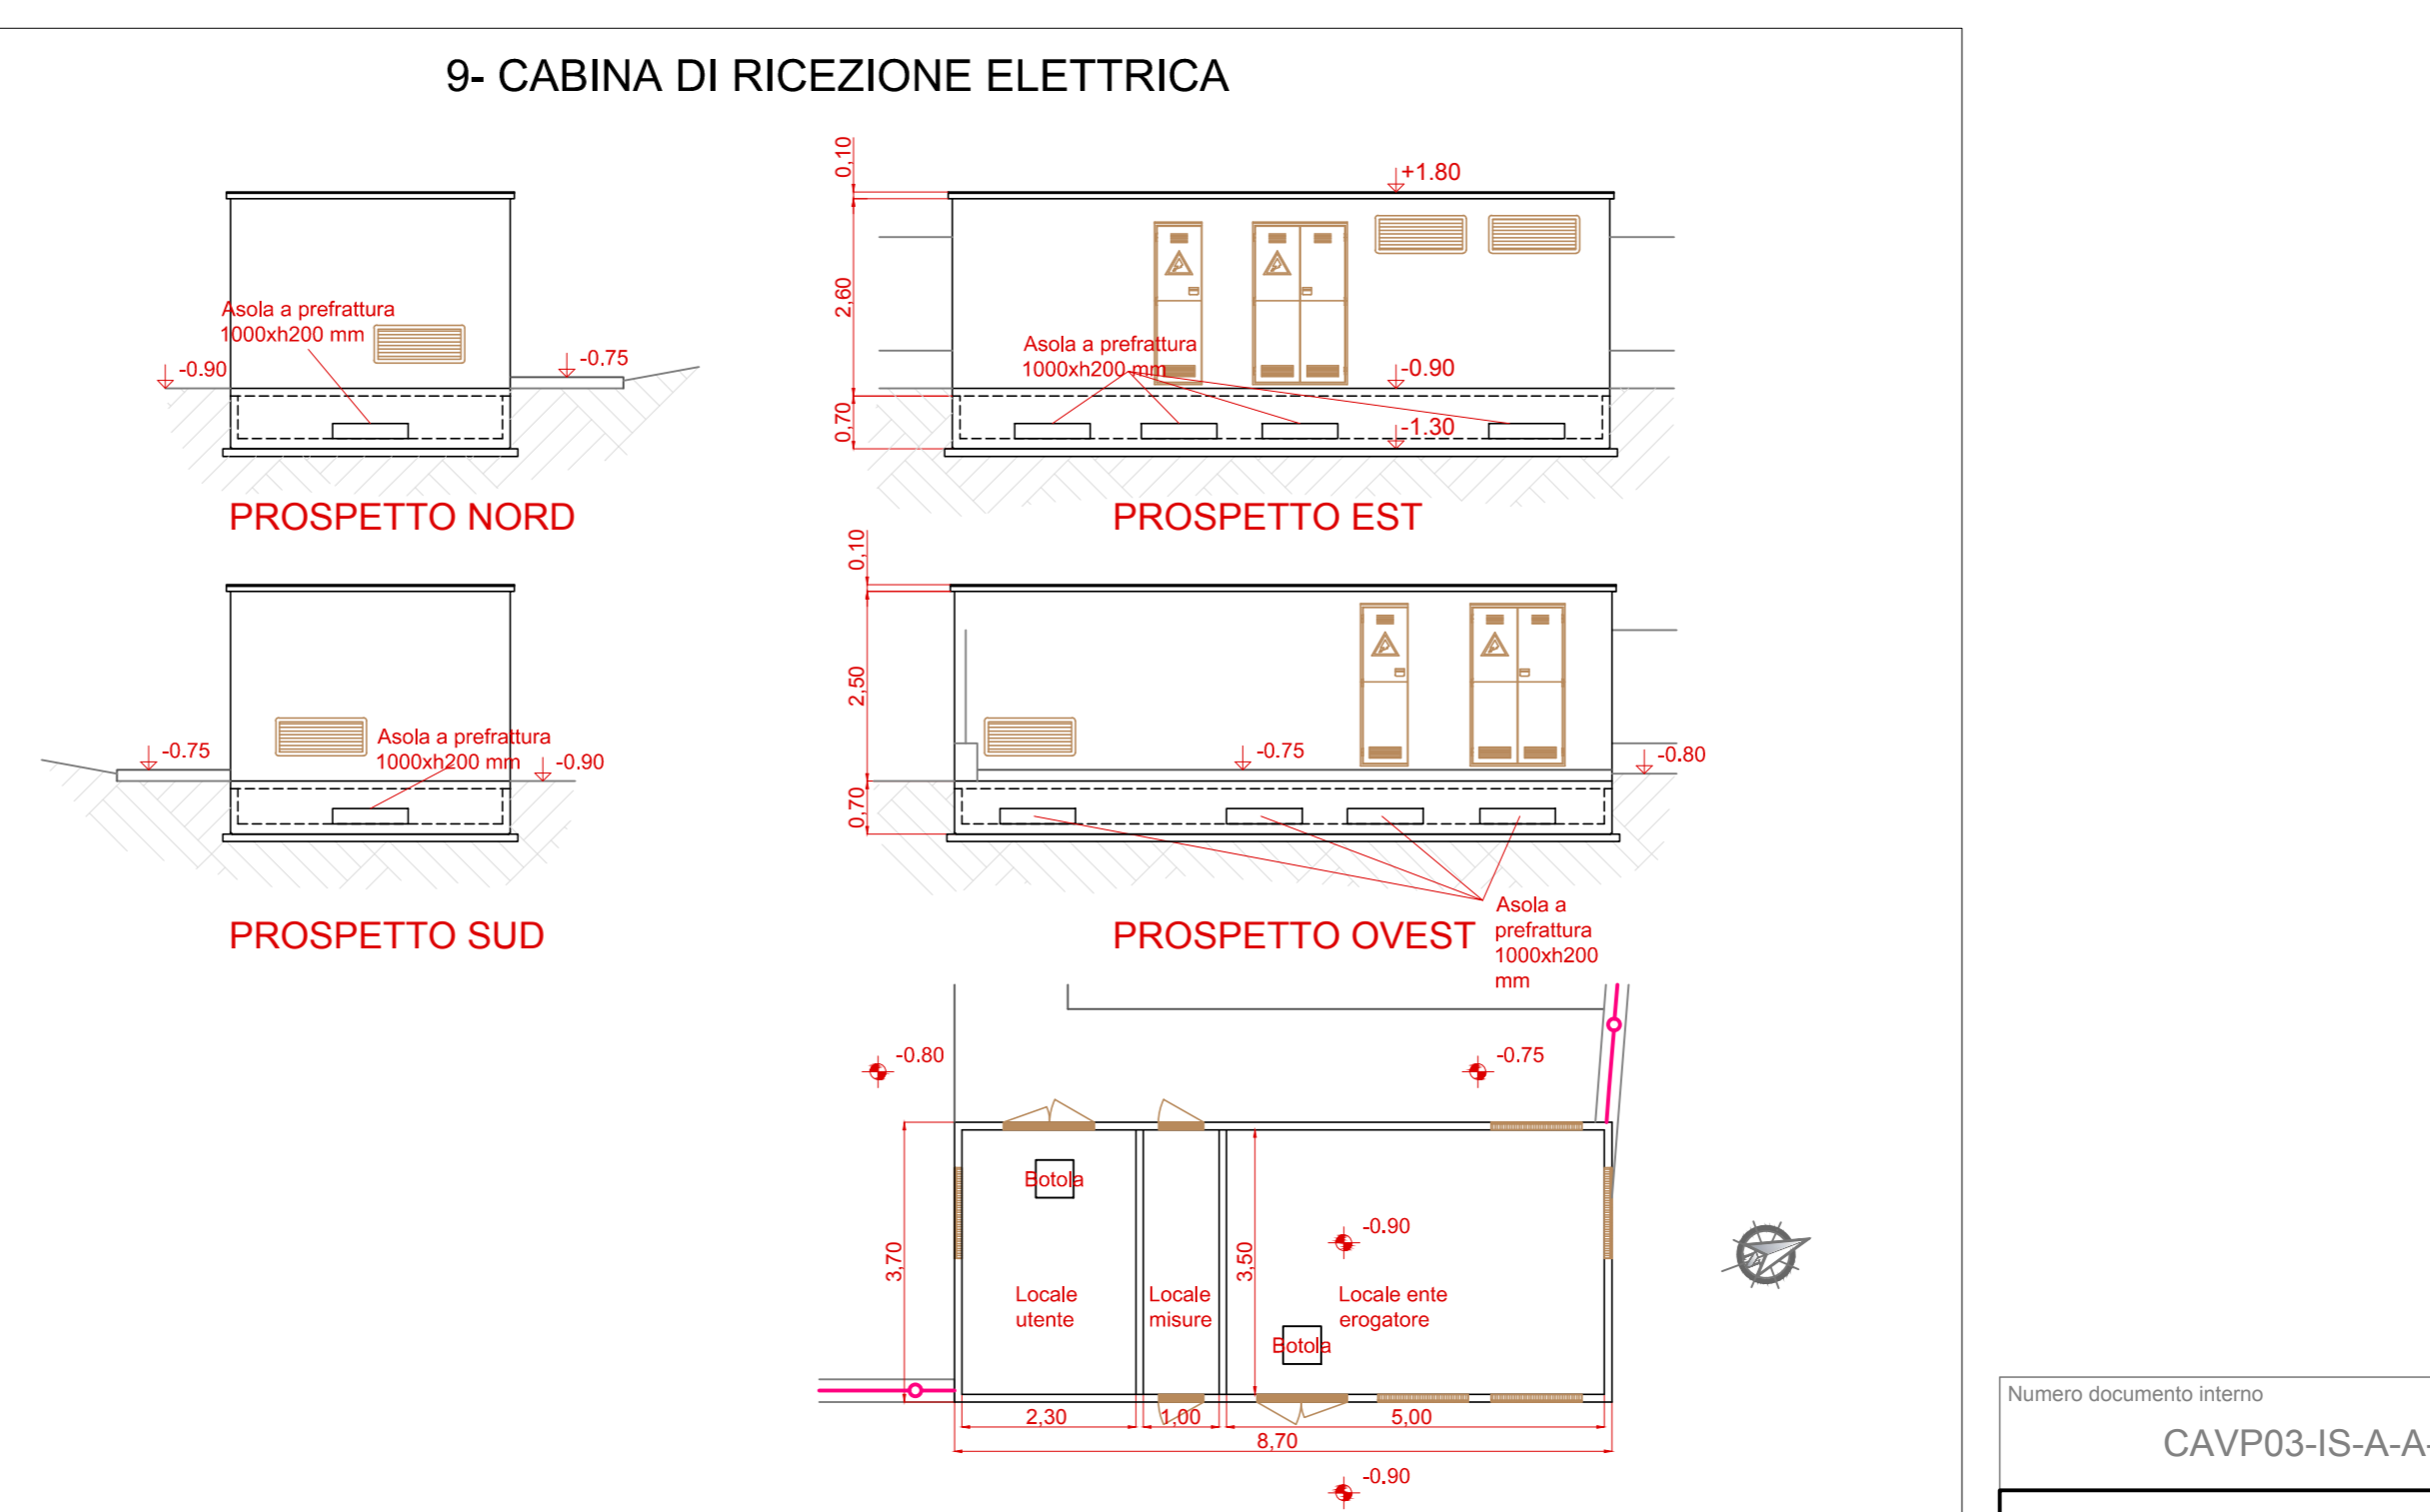 9- CABINA DI RICEZIONE ELETTRICA
Asola a prefrattura
1000xh200 mm
-0.90
-0.75
PROSPETTO NORD
0,10
2,60
0,70
+1.80
Asola a prefrattura
1000xh200 mm
-0.90
-1.30
PROSPETTO EST
-0.75
Asola a prefrattura
1000xh200 mm
-0.90
PROSPETTO SUD
0,10
2,50
0,70
-0.75
-0.80
PROSPETTO OVEST
Asola a
prefrattura
1000xh200
mm
-0.80
-0.75
Botola
3,70
3,50
-0.90
Locale
utente
Locale
misure
Locale ente
erogatore
Botola
2,30
1,00
5,00
8,70
-0.90
Numero documento interno
CAVP03-IS-A-A-